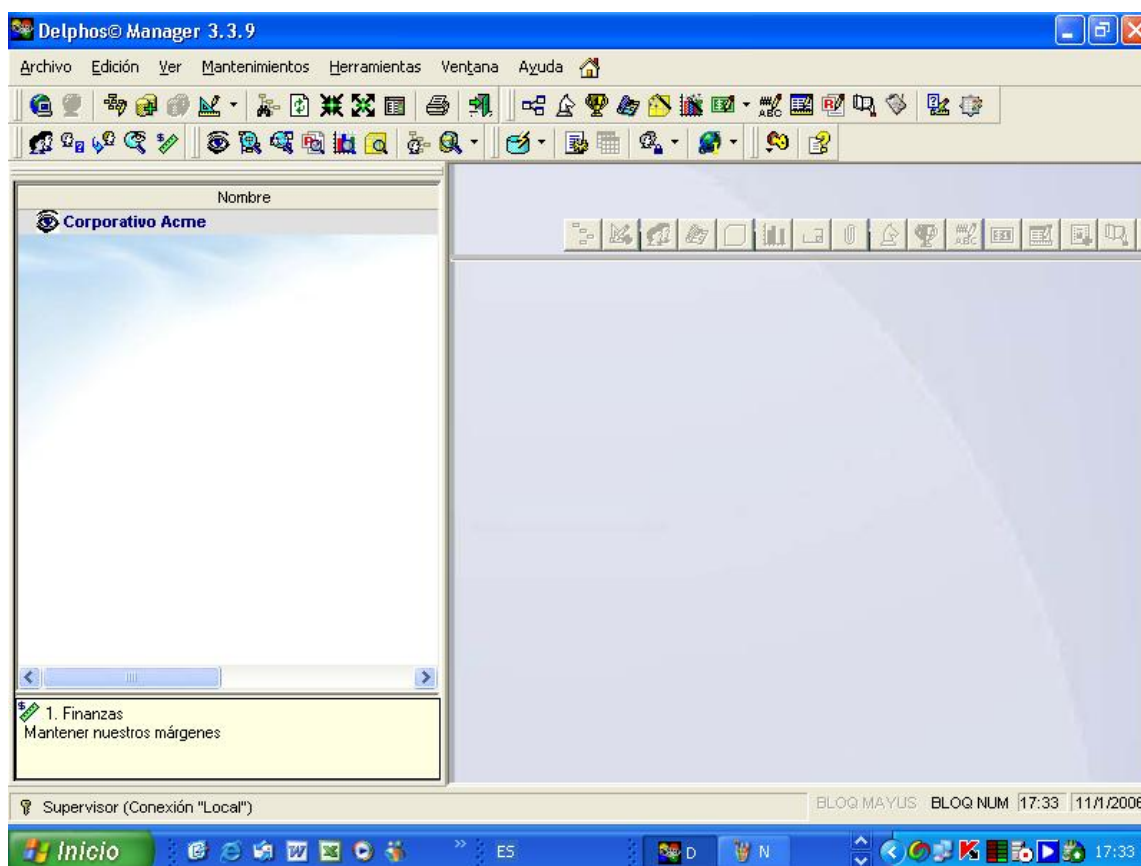 Delphos© Manager 3.3.9
Archivo Edición Ver Mantenimientos Herramientas Ventana Ayuda
Nombre
Corporativo Acme
1. Finanzas
Mantener nuestros márgenes
Supervisor (Conexión "Local")
BLOQ MAYUS BLOQ NUM 17:33 11/1/2006
Inicio
ES
D
N
17:33